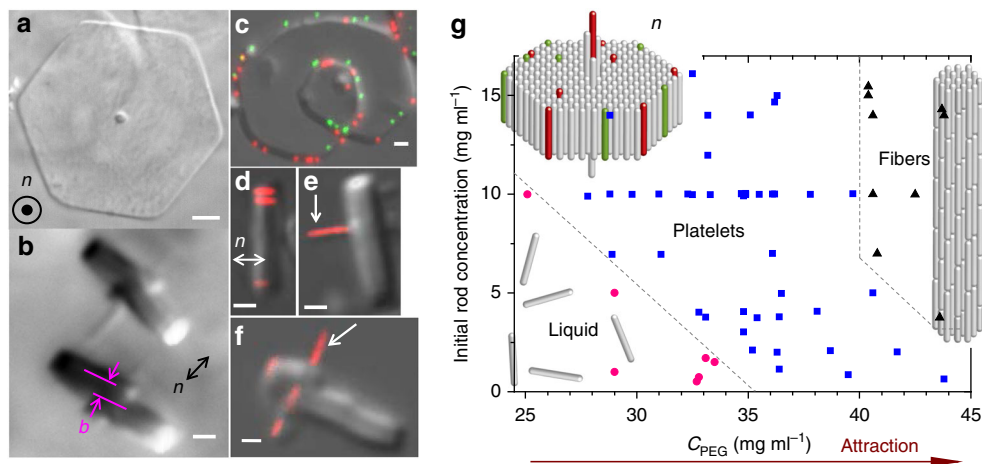 a
n
b
n
b
c
d
n
e
f
g
n
Initial rod concentration (mg ml⁻¹)
15
10
5
0
Fibers
Platelets
Liquid
25 30 35 40 45
C_PEG (mg ml⁻¹)
Attraction